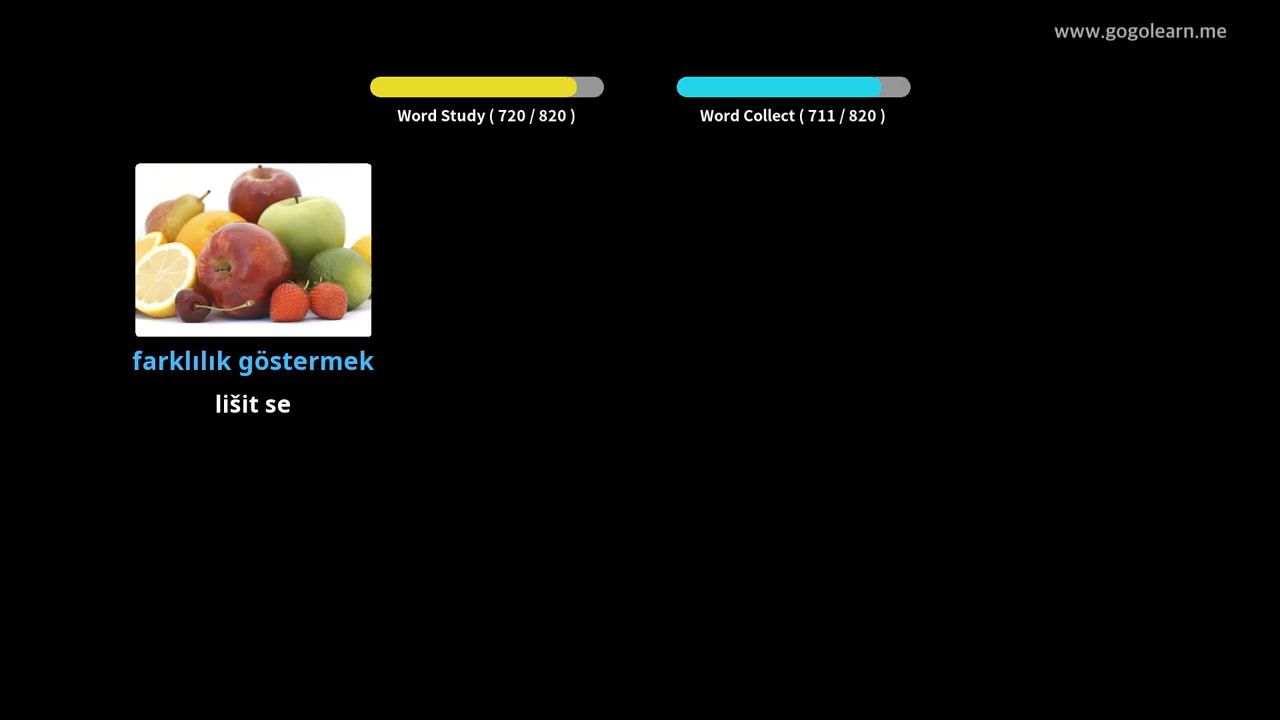 www.gogolearn.me
Word Study ( 720 / 820 )
Word Collect ( 711 / 820 )
farklılık göstermek
lišit se